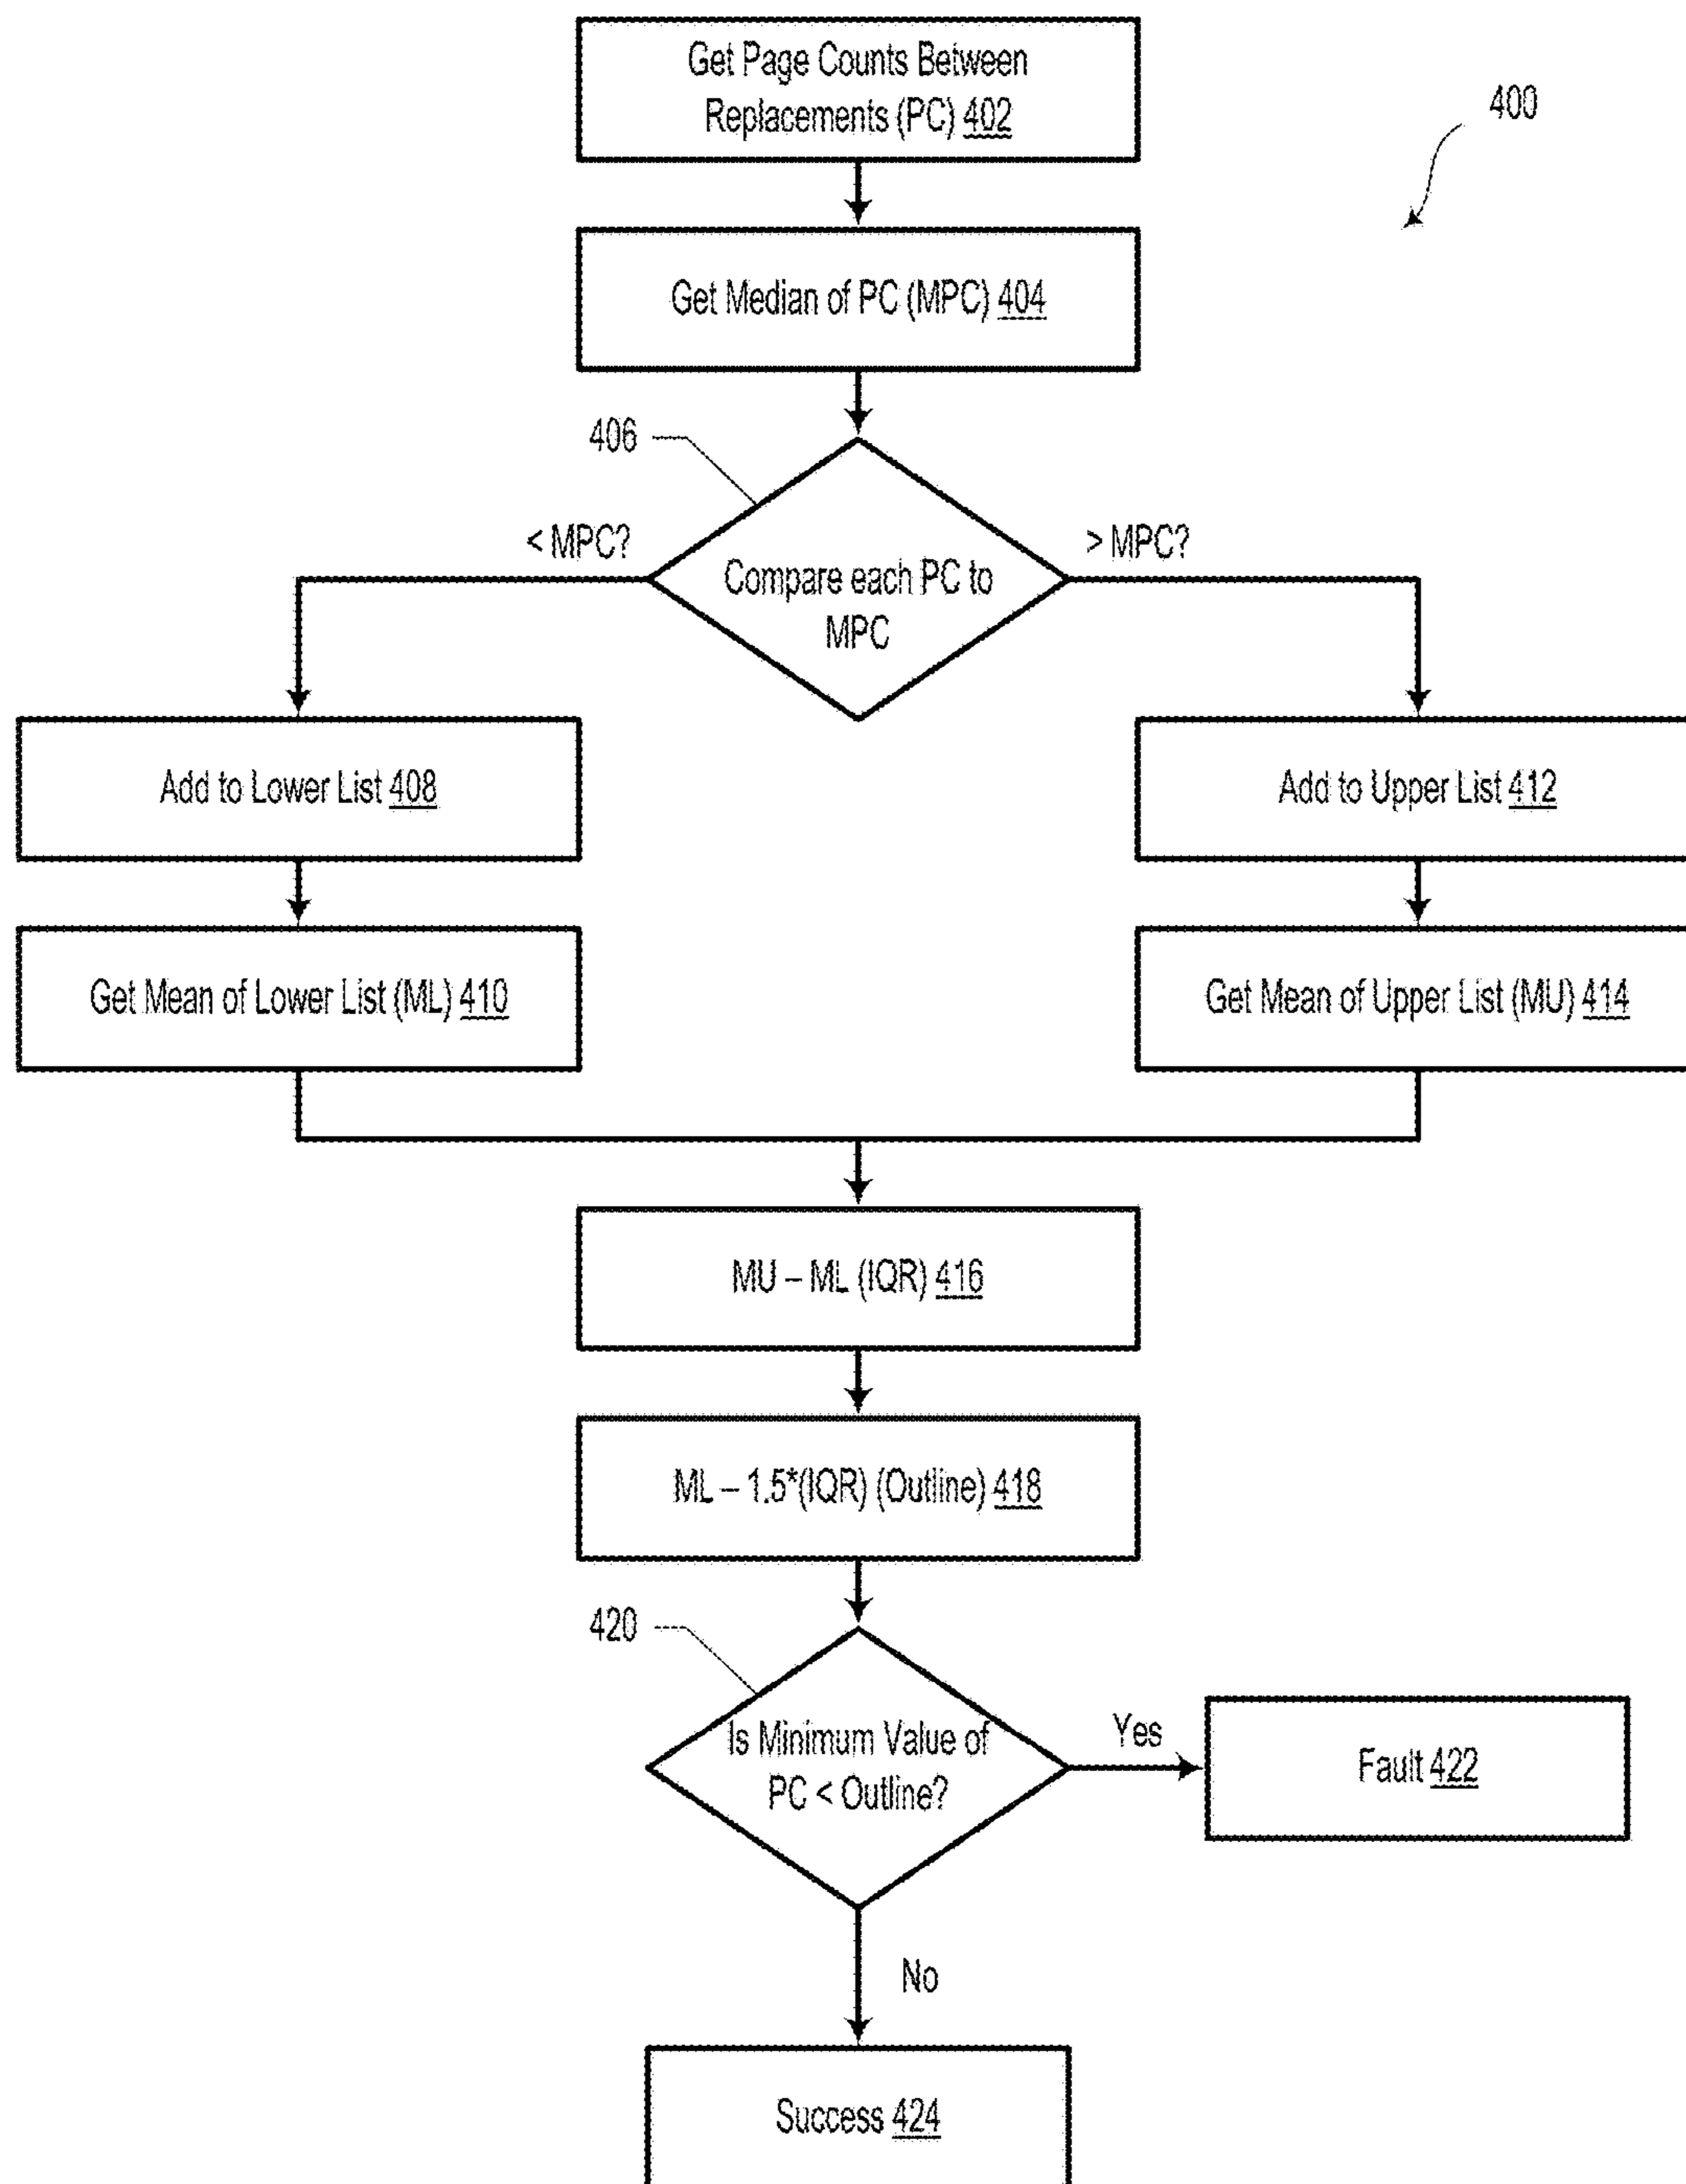 Get Page Counts Between
Replacements (PC) 402
400
Get Median of PC (MPC) 404
406
< MPC?
> MPC?
Compare each PC to
MPC
Add to Lower List 408
Add to Upper List 412
Get Mean of Lower List (ML) 410
Get Mean of Upper List (MU) 414
MU – ML (IQR) 416
ML – 1.5*(IQR) (Outline) 418
420
Is Minimum Value of
PC < Outline?
Yes
Fault 422
No
Success 424